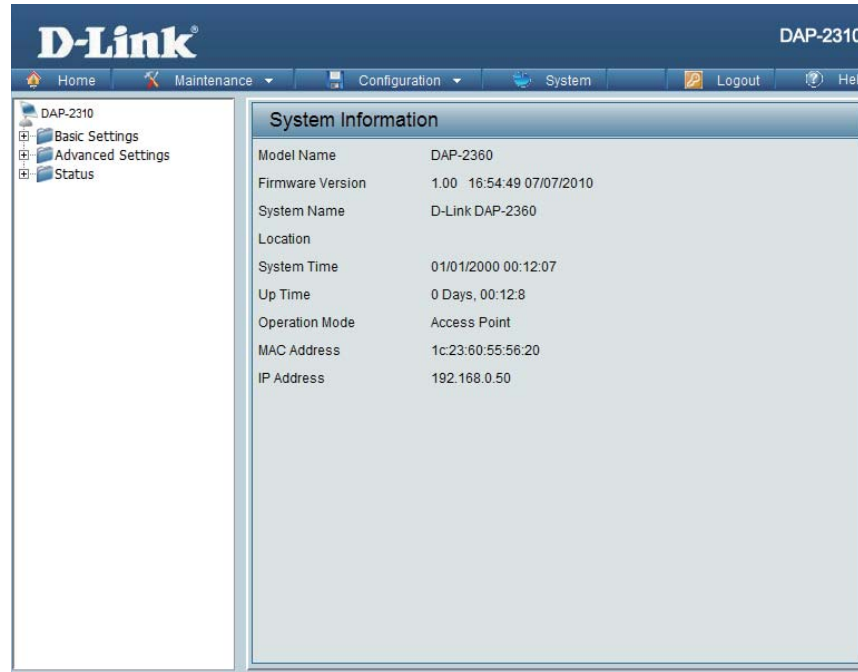 D-Link®
DAP-2310
Home Maintenance Configuration System Logout Hel
DAP-2310
Basic Settings
Advanced Settings
Status
System Information
Model Name DAP-2360
Firmware Version 1.00 16:54:49 07/07/2010
System Name D-Link DAP-2360
Location
System Time 01/01/2000 00:12:07
Up Time 0 Days, 00:12:8
Operation Mode Access Point
MAC Address 1c:23:60:55:56:20
IP Address 192.168.0.50